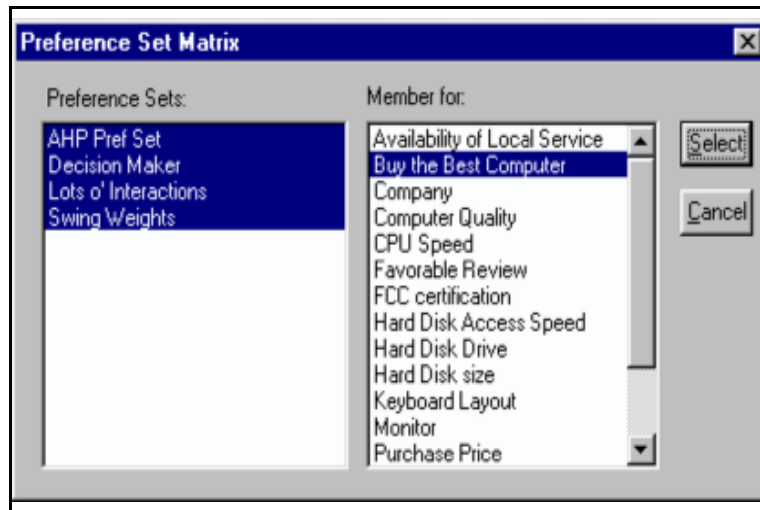 Preference Set Matrix
Preference Sets:
AHP Pref Set
Decision Maker
Lots o' Interactions
Swing Weights
Member for:
Availability of Local Service
Buy the Best Computer
Company
Computer Quality
CPU Speed
Favorable Review
FCC certification
Hard Disk Access Speed
Hard Disk Drive
Hard Disk size
Keyboard Layout
Monitor
Purchase Price
Select
Cancel